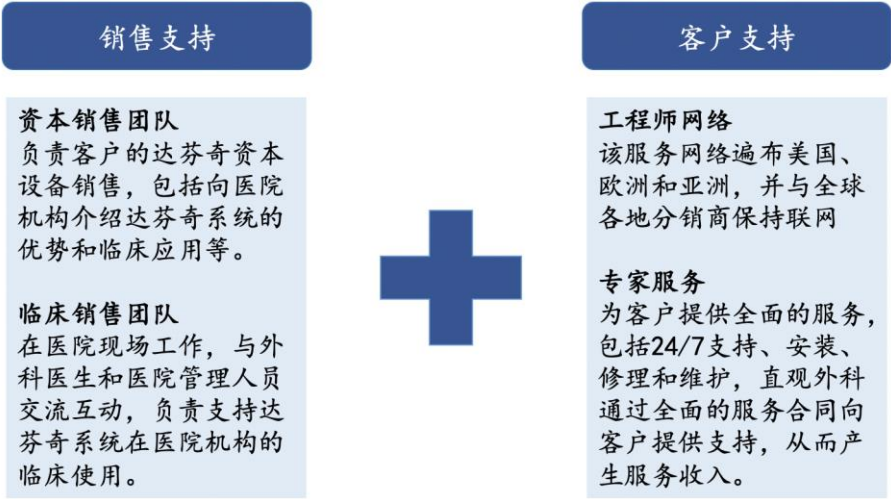 销售支持
资本销售团队
负责客户的达芬奇资本
设备销售，包括向医院
机构介绍达芬奇系统的
优势和临床应用等。
临床销售团队
在医院现场工作，与外
科医生和医院管理人员
交流互动，负责支持达
芬奇系统在医院机构的
临床使用。
客户支持
工程师网络
该服务网络遍布美国、
欧洲和亚洲，并与全球
各地分销商保持联网
专家服务
为客户提供全面的服务，
包括24/7支持、安装、
修理和维护，直观外科
通过全面的服务合同向
客户提供支持，从而产
生服务收入。